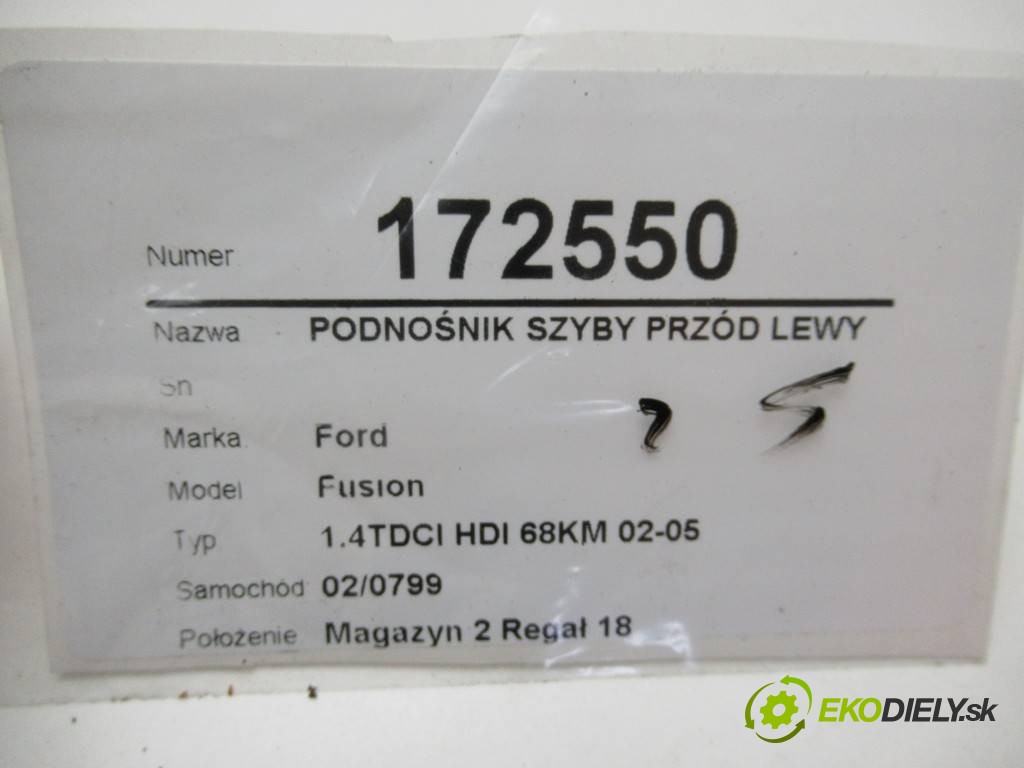 Numer 172550
Nazwa PODNOŚNIK SZYBY PRZÓD LEWY
Sn
Marka Ford
Model Fusion
Typ 1.4TDCI HDI 68KM 02-05
Samochód 02/0799
Położenie Magazyn 2 Regał 18
EKODIELY.sk